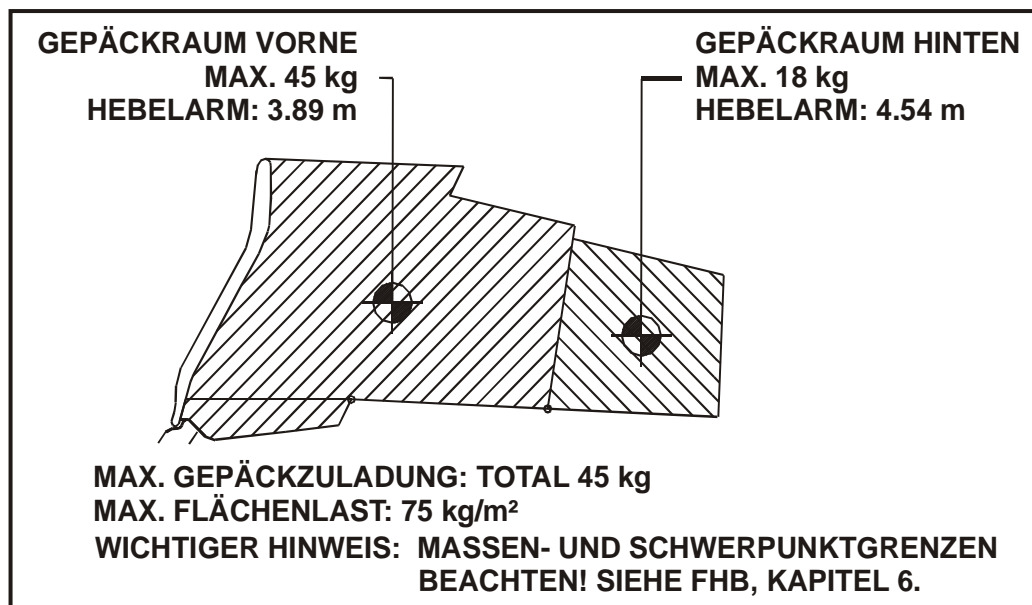 GEPÄCKRAUM VORNE
MAX. 45 kg
HEBELARM: 3.89 m
GEPÄCKRAUM HINTEN
MAX. 18 kg
HEBELARM: 4.54 m
MAX. GEPÄCKZULADUNG: TOTAL 45 kg
MAX. FLÄCHENLAST: 75 kg/m²
WICHTIGER HINWEIS: MASSEN- UND SCHWERPUNKTGRENZEN
BEACHTEN! SIEHE FHB, KAPITEL 6.